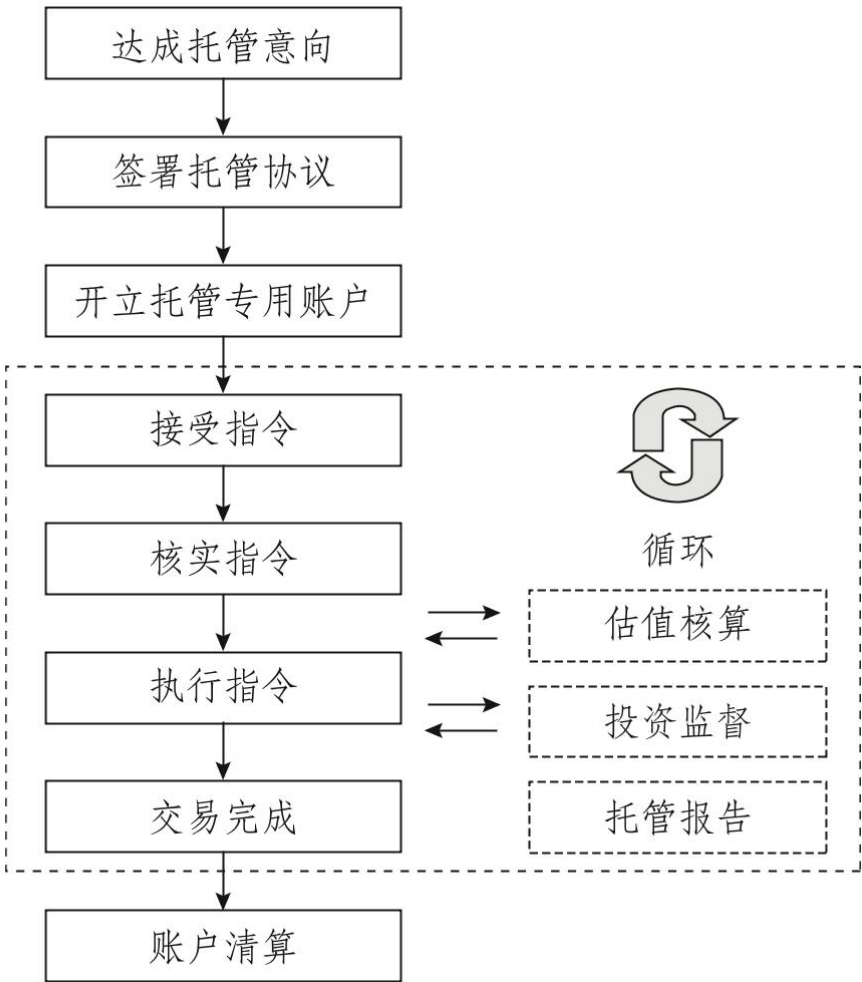 达成托管意向
签署托管协议
开立托管专用账户
接受指令
核实指令
执行指令
交易完成
循环
估值核算
投资监督
托管报告
账户清算